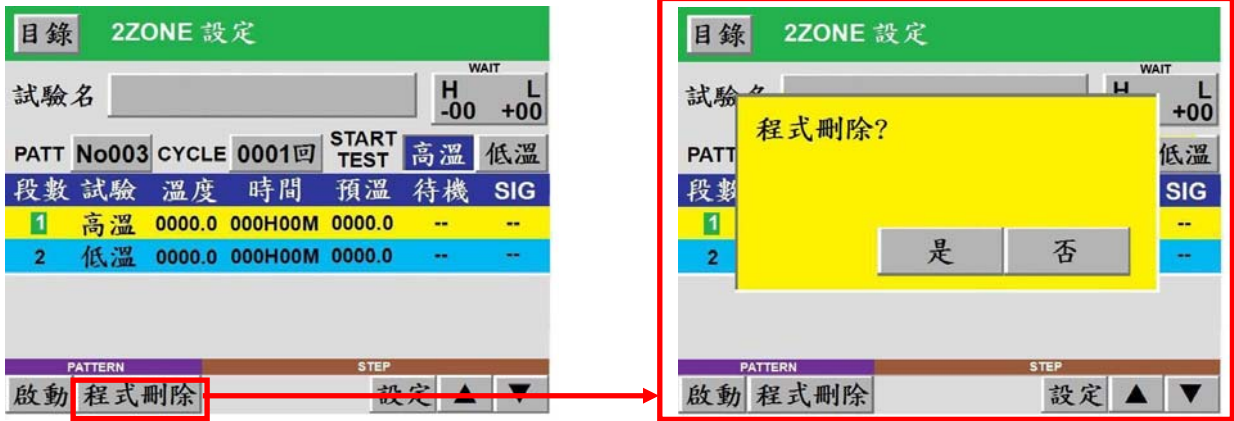 目錄 2ZONE 設定
WAIT
試驗名 H L
-00 +00
PATT No003 CYCLE 0001回 START TEST 高溫 低溫
段數 試驗 溫度 時間 預溫 待機 SIG
1 高溫 0000.0 000H00M 0000.0 -- --
2 低溫 0000.0 000H00M 0000.0 -- --
PATTERN STEP
啟動 程式刪除 設定 ▲ ▼
目錄 2ZONE 設定
WAIT
試驗名 H L
+00
程式刪除?
PATT 低溫
段數 SIG
1 --
是 否
2 --
PATTERN STEP
啟動 程式刪除 設定 ▲ ▼